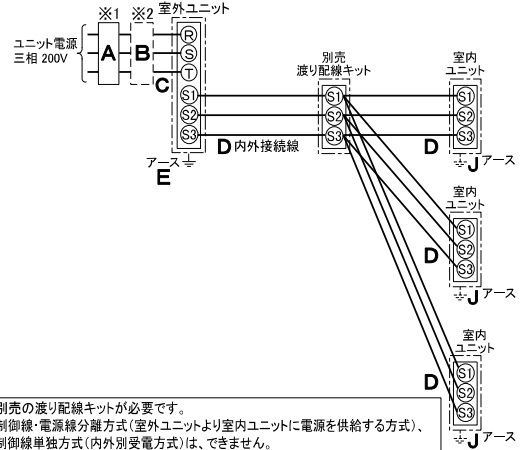 ※1 ※2 室外ユニット
ユニット電源
三相 200V
A
B
C
R
S
T
S1
S2
S3
D 内外接続線
アース
E
別売
渡り配線キット
S1
S2
S3
室内
ユニット
S1
S2
S3
D
J アース
室内
ユニット
S1
S2
S3
D
J アース
室内
ユニット
S1
S2
S3
D
J アース
別売の渡り配線キットが必要です。
制御線・電源線分離方式(室外ユニットより室内ユニットに電源を供給する方式)、
制御線単独方式(内外別受電方式)は、できません。